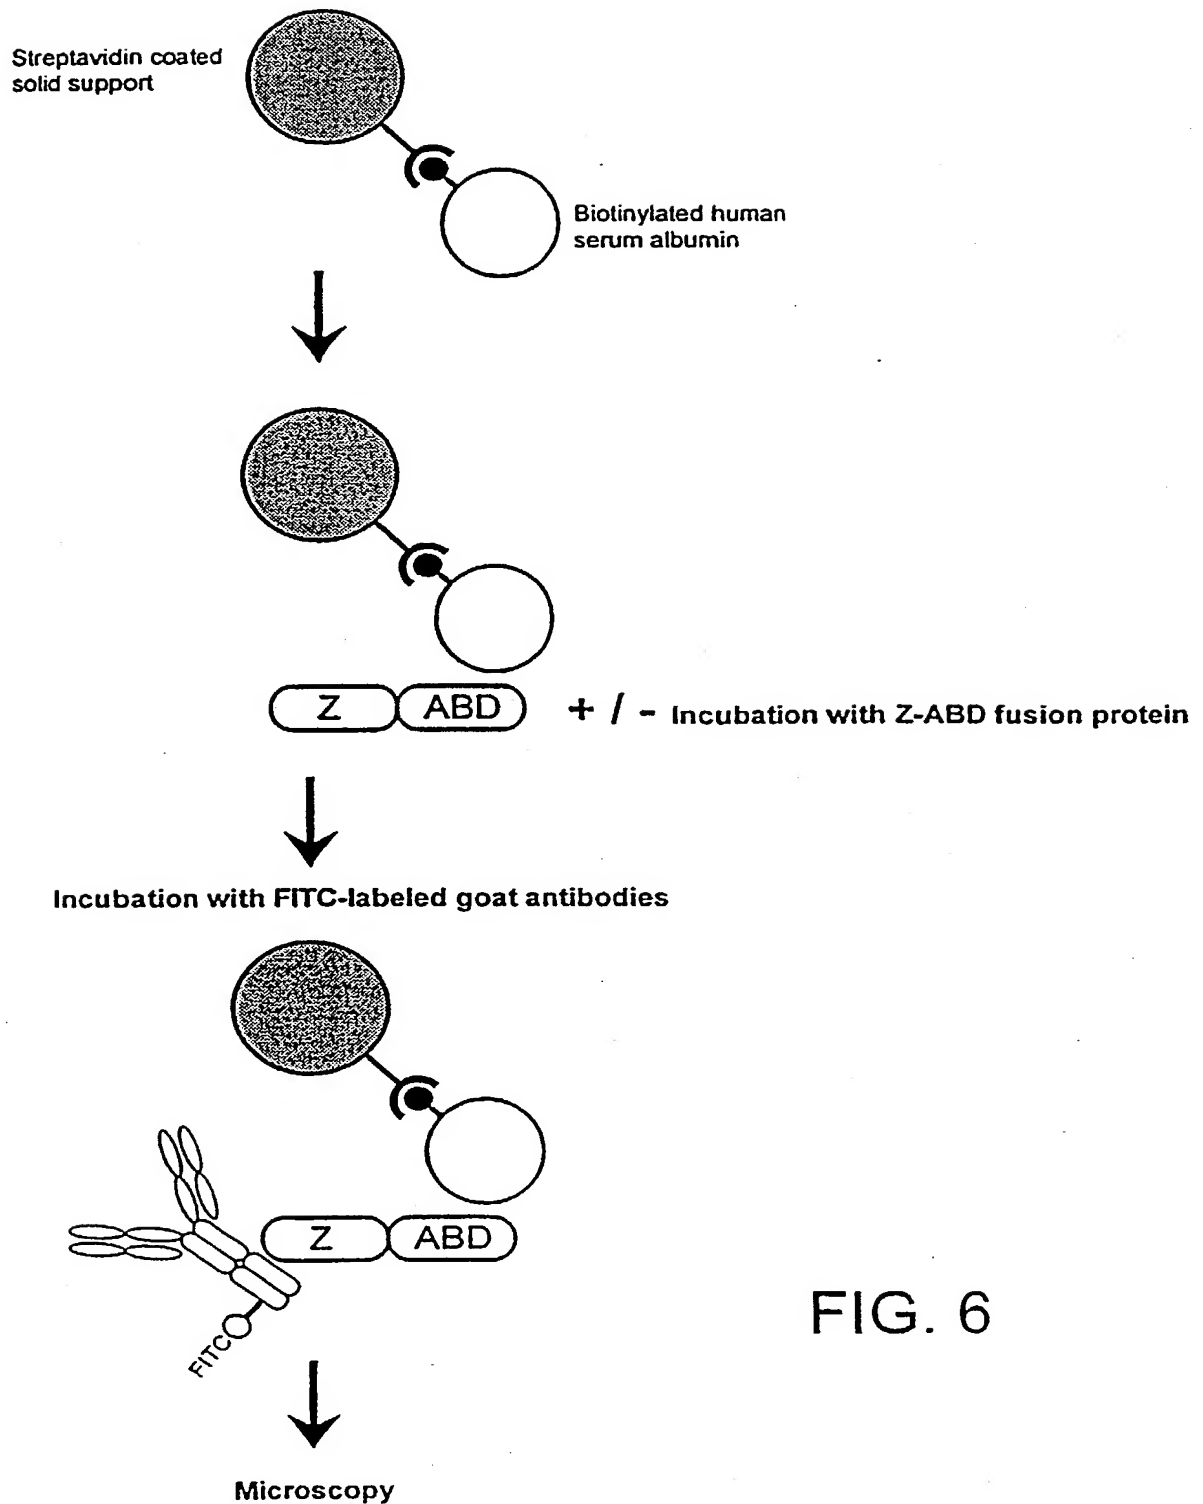 Streptavidin coated
solid support
Biotinylated human
serum albumin
Z ABD + / - Incubation with Z-ABD fusion protein
Incubation with FITC-labeled goat antibodies
Z ABD
FITC
FIG. 6
Microscopy